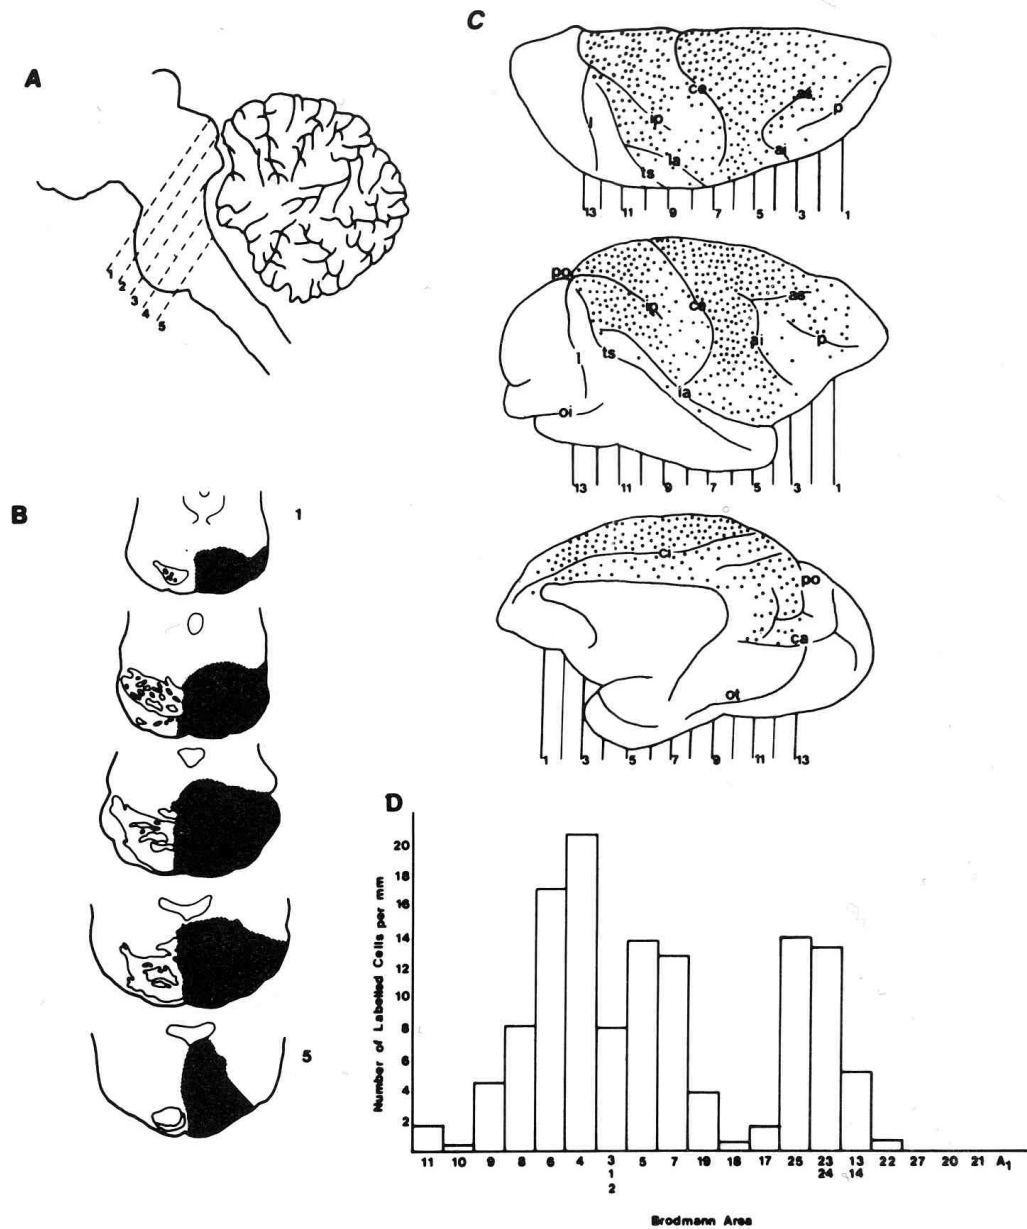 A
1
2
3
4
5
B
1
5
C
l
ip
la
ts
ce
as
ai
p
13 11 9 7 5 3 1
po
l
oi
ts
ip
ce
la
ai
as
p
13 11 9 7 5 3 1
ci
po
ca
ot
1 3 5 7 9 11 13
D
Number of Labelled Cells per mm
20
18
16
14
12
10
8
6
4
2
11 10 9 8 6 4 3 5 7 19 18 17 25 23 13 22 27 20 21 A1
1 24 14
2
Brodmann Area